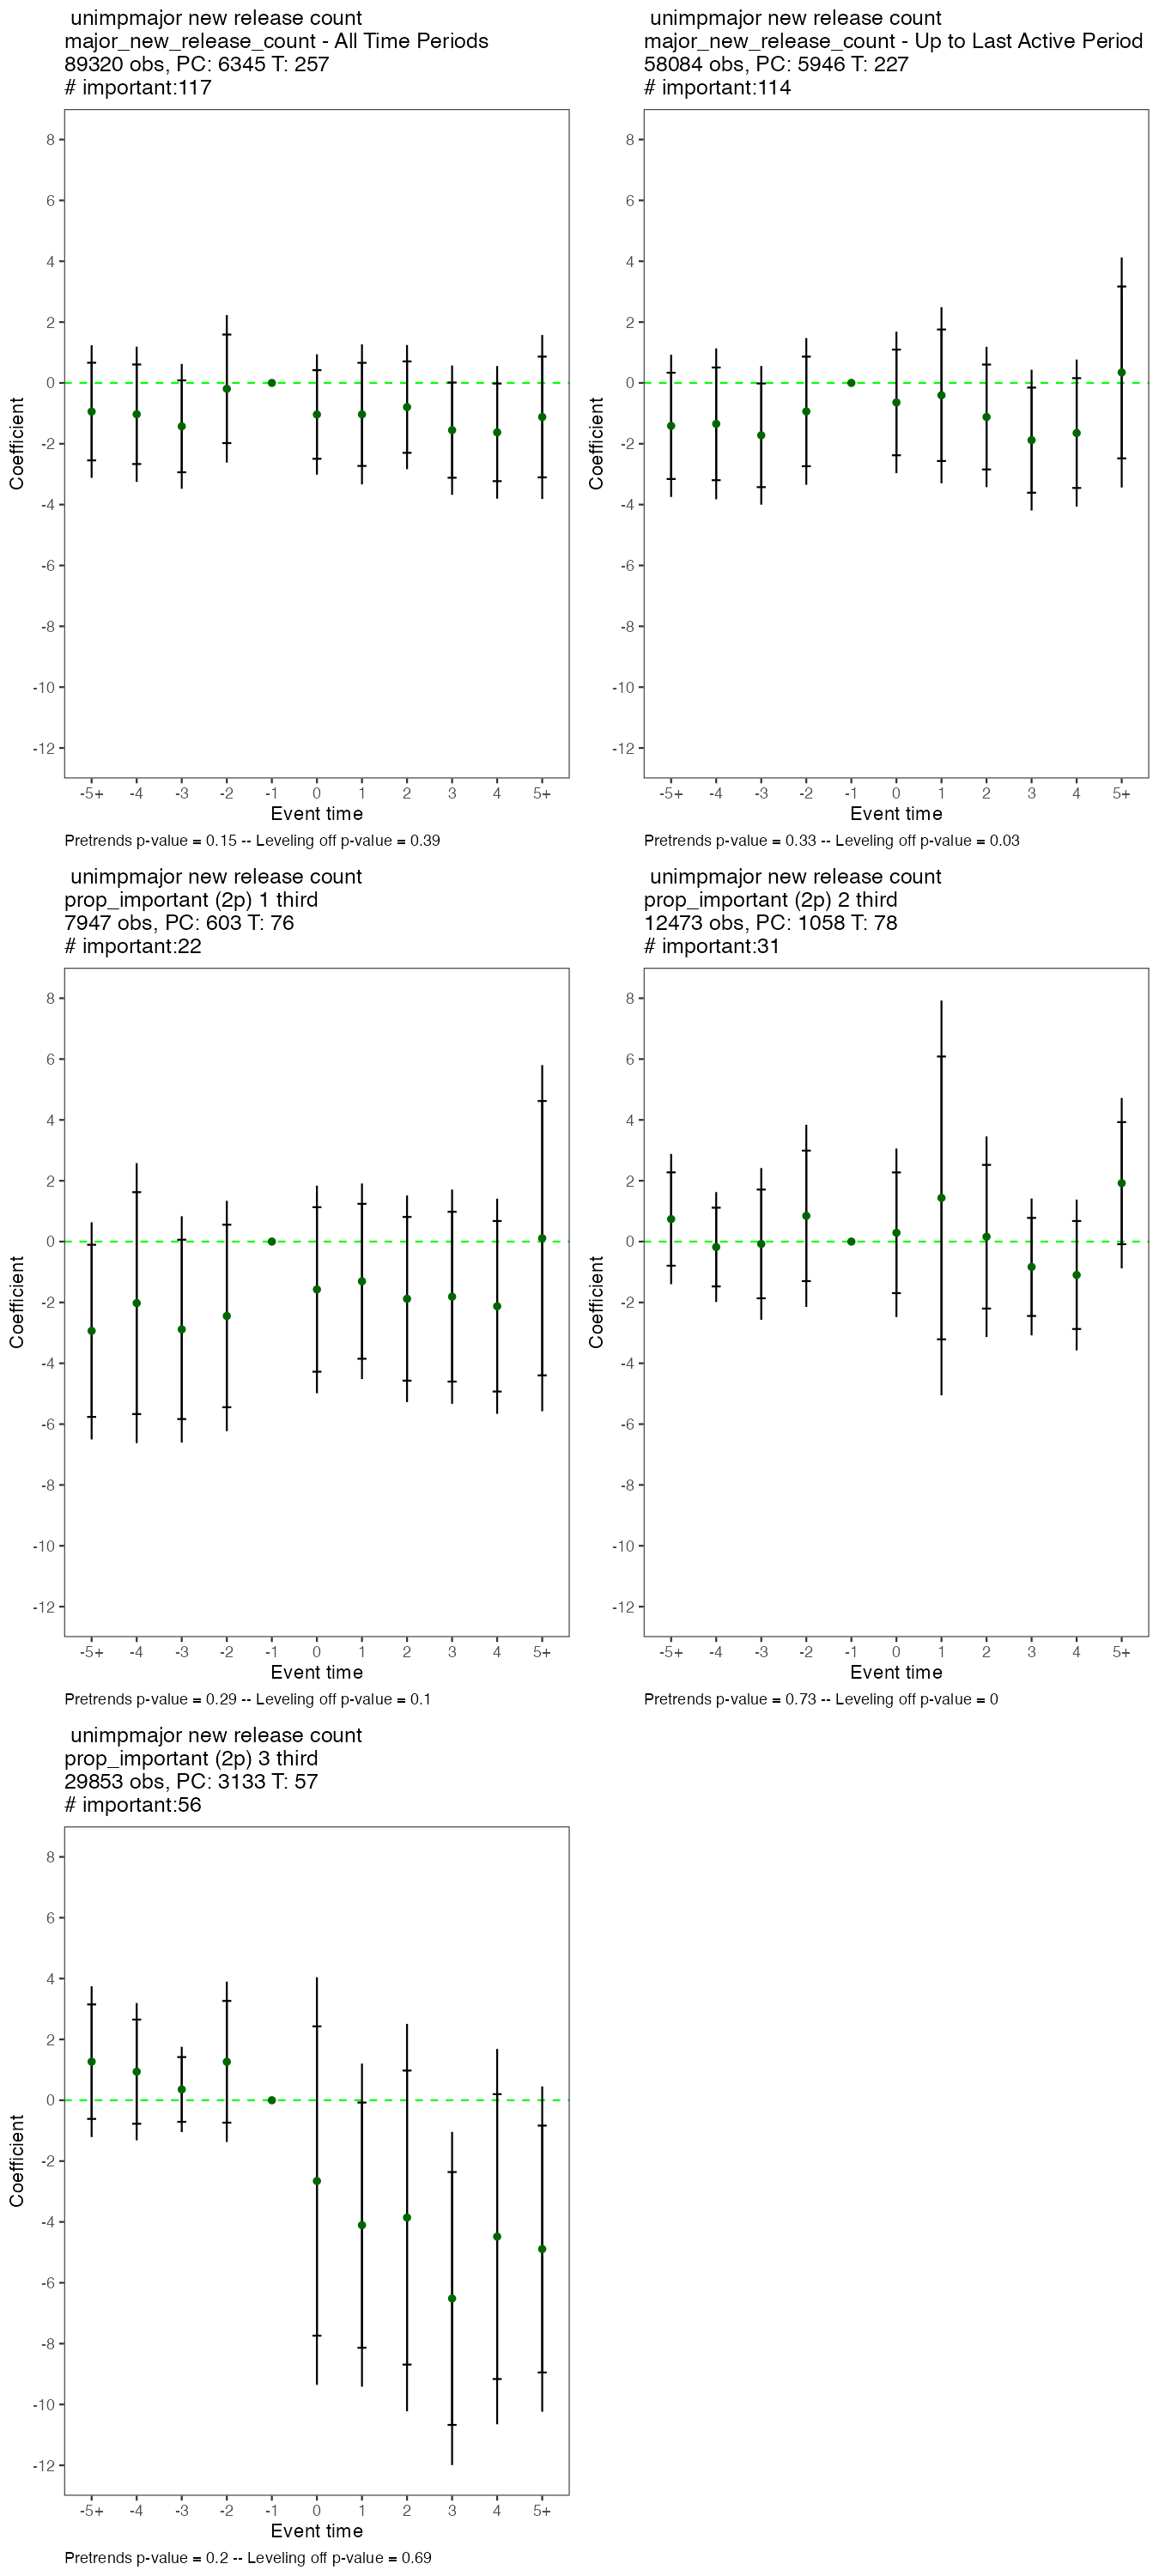 unimpmajor new release count
major_new_release_count - All Time Periods
89320 obs, PC: 6345 T: 257
# important:117
8
6
4
2
0
-2
-4
-6
-8
-10
-12
Coefficient
-5+ -4 -3 -2 -1 0 1 2 3 4 5+
Event time
Pretrends p-value = 0.15 -- Leveling off p-value = 0.39
unimpmajor new release count
major_new_release_count - Up to Last Active Period
58084 obs, PC: 5946 T: 227
# important:114
8
6
4
2
0
-2
-4
-6
-8
-10
-12
Coefficient
-5+ -4 -3 -2 -1 0 1 2 3 4 5+
Event time
Pretrends p-value = 0.33 -- Leveling off p-value = 0.03
unimpmajor new release count
prop_important (2p) 1 third
7947 obs, PC: 603 T: 76
# important:22
8
6
4
2
0
-2
-4
-6
-8
-10
-12
Coefficient
-5+ -4 -3 -2 -1 0 1 2 3 4 5+
Event time
Pretrends p-value = 0.29 -- Leveling off p-value = 0.1
unimpmajor new release count
prop_important (2p) 2 third
12473 obs, PC: 1058 T: 78
# important:31
8
6
4
2
0
-2
-4
-6
-8
-10
-12
Coefficient
-5+ -4 -3 -2 -1 0 1 2 3 4 5+
Event time
Pretrends p-value = 0.73 -- Leveling off p-value = 0
unimpmajor new release count
prop_important (2p) 3 third
29853 obs, PC: 3133 T: 57
# important:56
8
6
4
2
0
-2
-4
-6
-8
-10
-12
Coefficient
-5+ -4 -3 -2 -1 0 1 2 3 4 5+
Event time
Pretrends p-value = 0.2 -- Leveling off p-value = 0.69